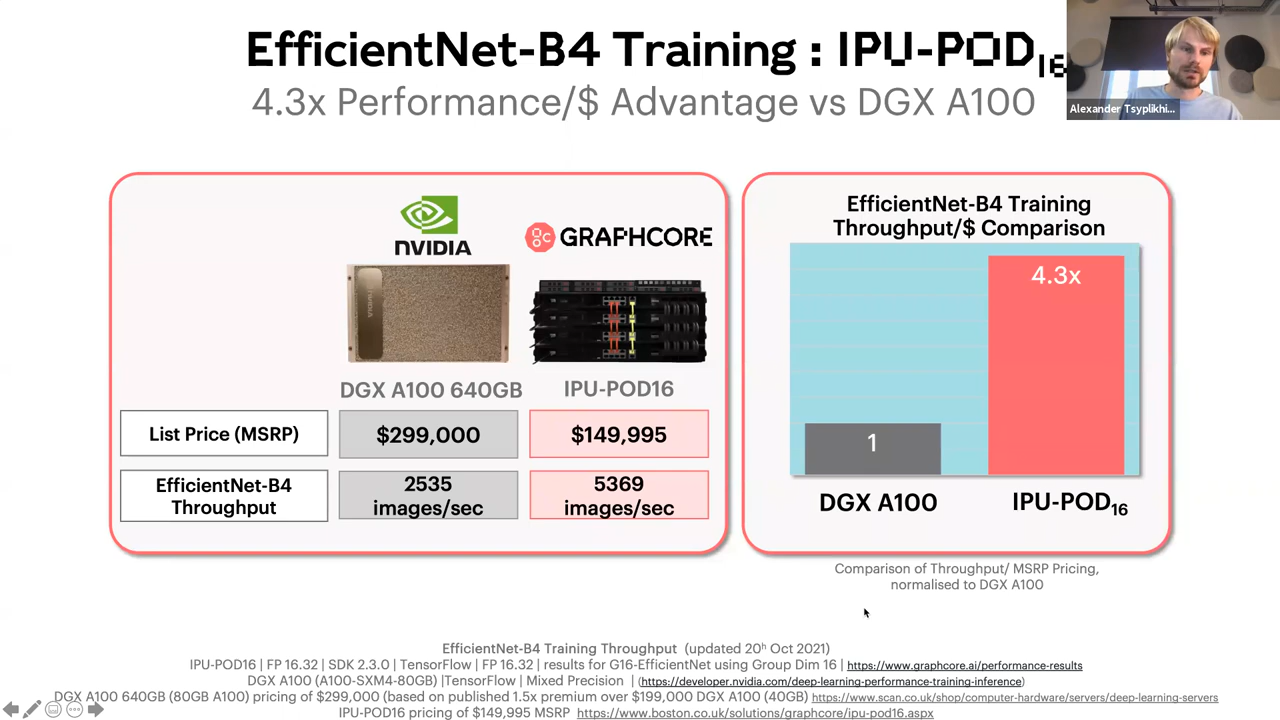 EfficientNet-B4 Training : IPU-POD16
4.3x Performance/$ Advantage vs DGX A100
Alexander Tsyplikhi...
NVIDIA
GRAPHCORE
DGX A100 640GB
IPU-POD16
List Price (MSRP)
$299,000
$149,995
EfficientNet-B4
Throughput
2535
images/sec
5369
images/sec
EfficientNet-B4 Training
Throughput/$ Comparison
4.3x
1
DGX A100
IPU-POD16
Comparison of Throughput/ MSRP Pricing,
normalised to DGX A100
EfficientNet-B4 Training Throughput (updated 20h Oct 2021)
IPU-POD16 | FP 16.32 | SDK 2.3.0 | TensorFlow | FP 16.32 | results for G16-EfficientNet using Group Dim 16 | https://www.graphcore.ai/performance-results
DGX A100 (A100-SXM4-80GB) |TensorFlow | Mixed Precision | (https://developer.nvidia.com/deep-learning-performance-training-inference)
DGX A100 640GB (80GB A100) pricing of $299,000 (based on published 1.5x premium over $199,000 DGX A100 (40GB) https://www.scan.co.uk/shop/computer-hardware/servers/deep-learning-servers
IPU-POD16 pricing of $149,995 MSRP https://www.boston.co.uk/solutions/graphcore/ipu-pod16.aspx